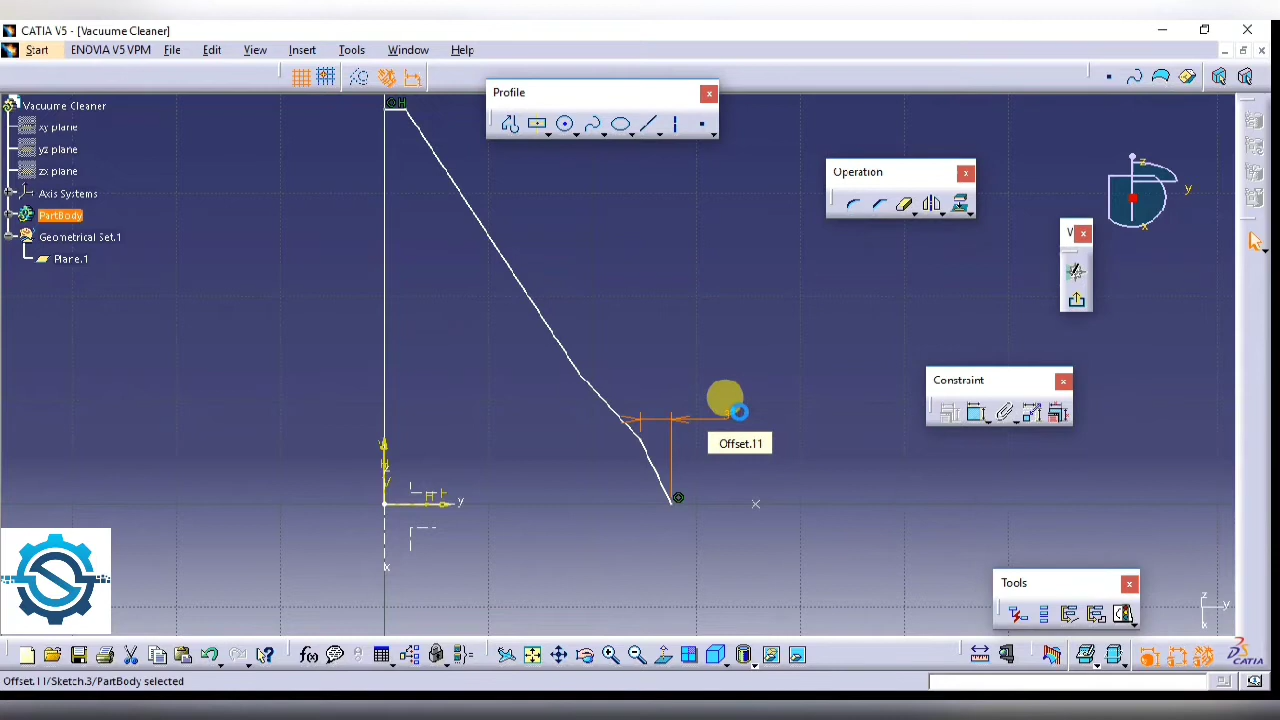 CATIA V5 - [Vacuume Cleaner]
Start ENOVIA V5 VPM File Edit View Insert Tools Window Help
Profile
Vacuume Cleaner
xy plane
yz plane
zx plane
Axis Systems
PartBody
Geometrical Set.1
Plane.1
Operation
z
y
x
V
Constraint
H
Offset.11
V
H
H
y
x
Tools
z
y
x
f(x)
CATIA
Offset.11/Sketch.3/PartBody selected